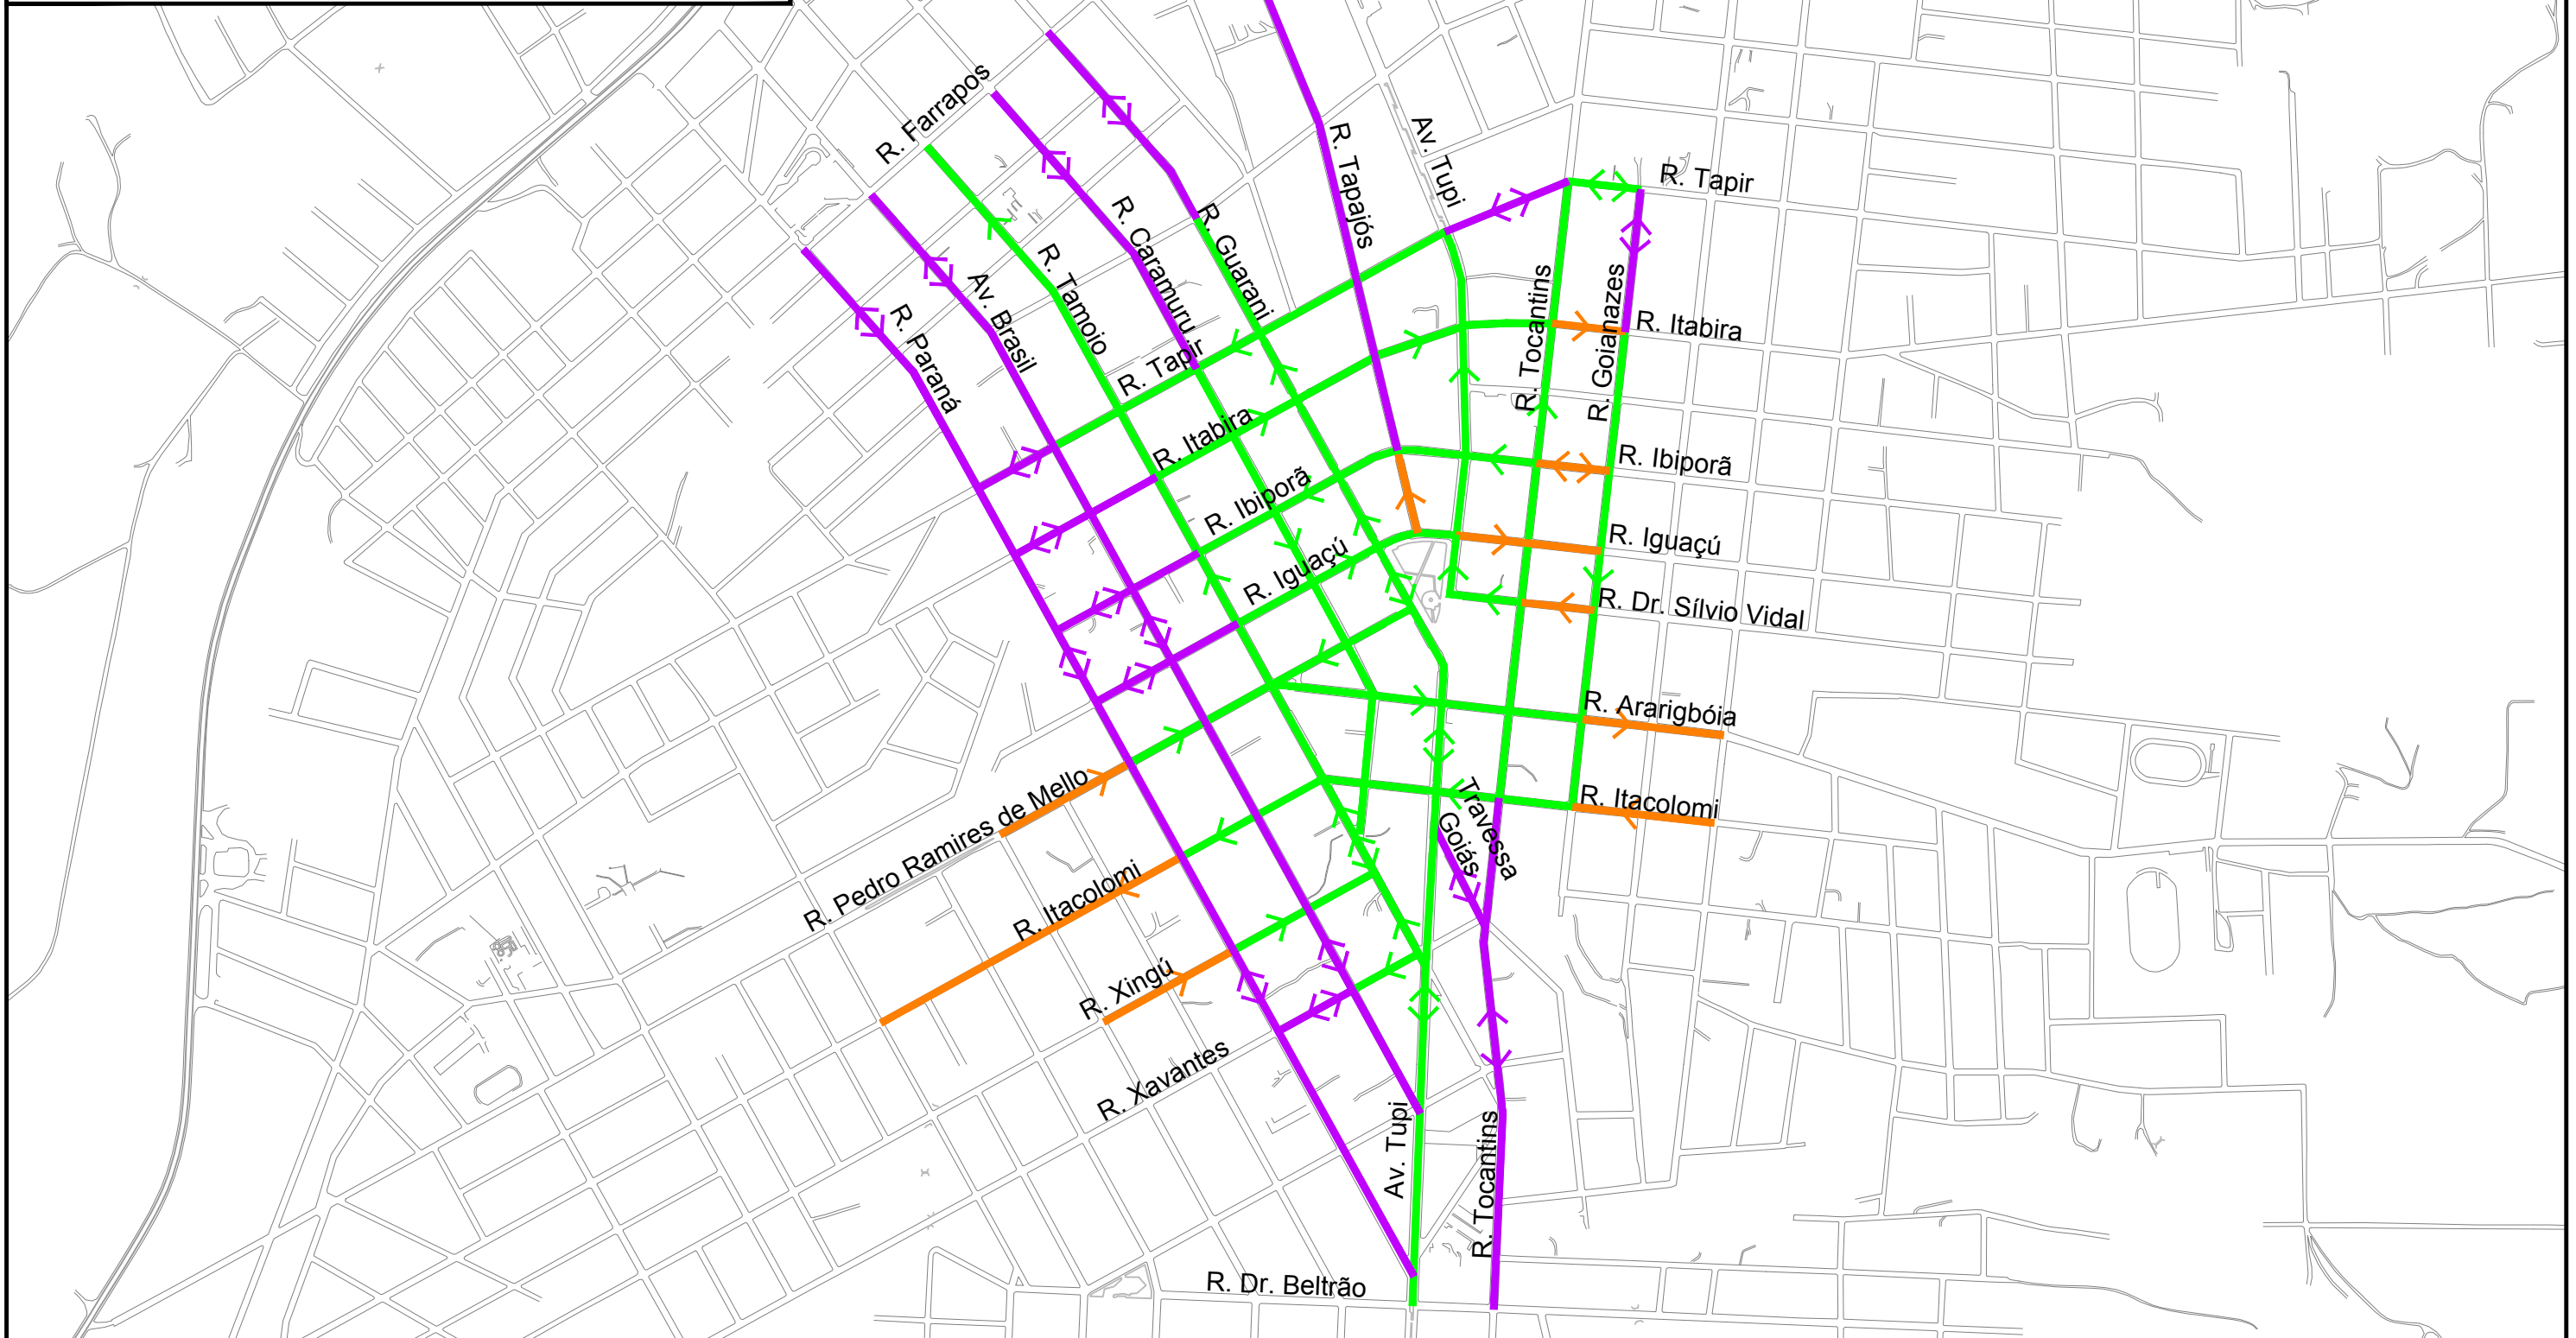 R. Farrapos
R. Tapajós
Av. Tupi
R. Tapir
R. Caramuru
R. Guarani
R. Tamoio
Av. Brasil
R. Paraná
R. Tocantins
R. Goianazes
R. Itabira
R. Tapir
R. Itabira
R. Ibiporã
R. Ibiporã
R. Iguaçú
R. Iguaçú
R. Dr. Sílvio Vidal
R. Ararigbóia
R. Itacolomi
Travessa
Goiás
R. Pedro Ramires de Mello
R. Itacolomi
R. Xingú
R. Xavantes
Av. Tupi
R. Tocantins
R. Dr. Beltrão